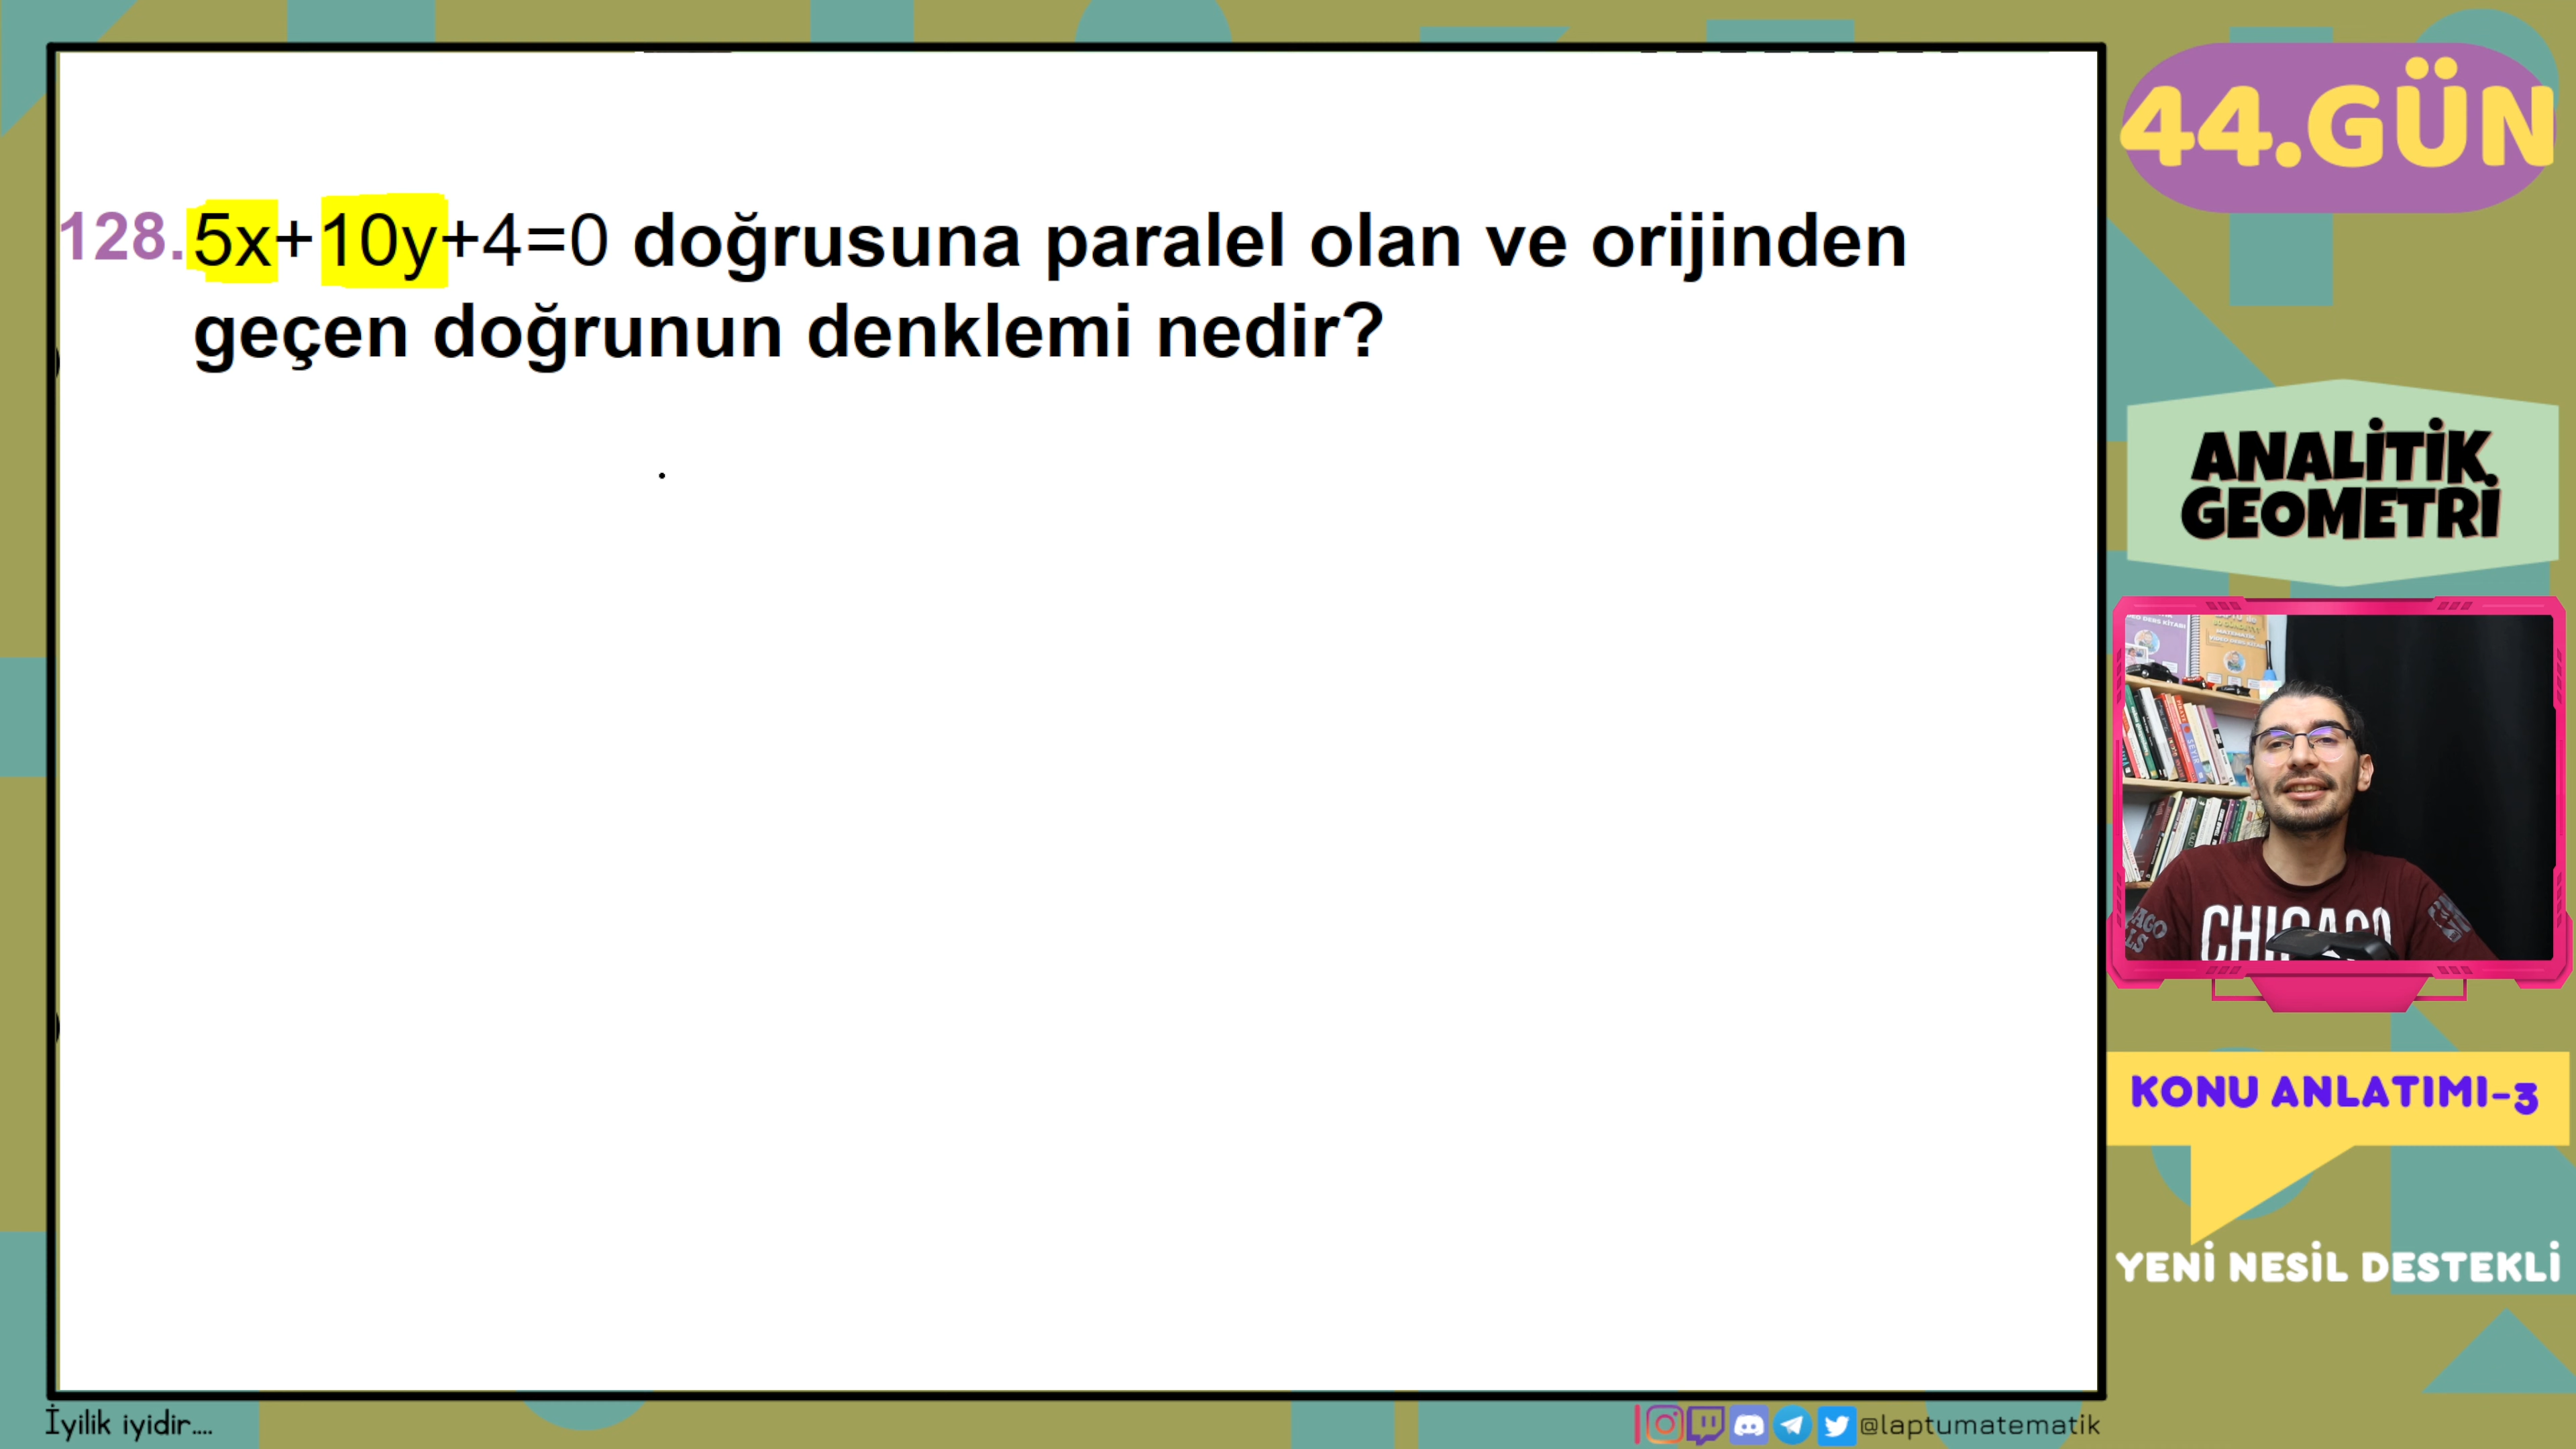 44.GÜN
128. 5x+10y+4=0 doğrusuna paralel olan ve orijinden
geçen doğrunun denklemi nedir?
ANALİTİK
GEOMETRİ
CHICAGO
KONU ANLATIMI-3
YENİ NESİL DESTEKLİ
İyilik iyidir....
@laptumatematik